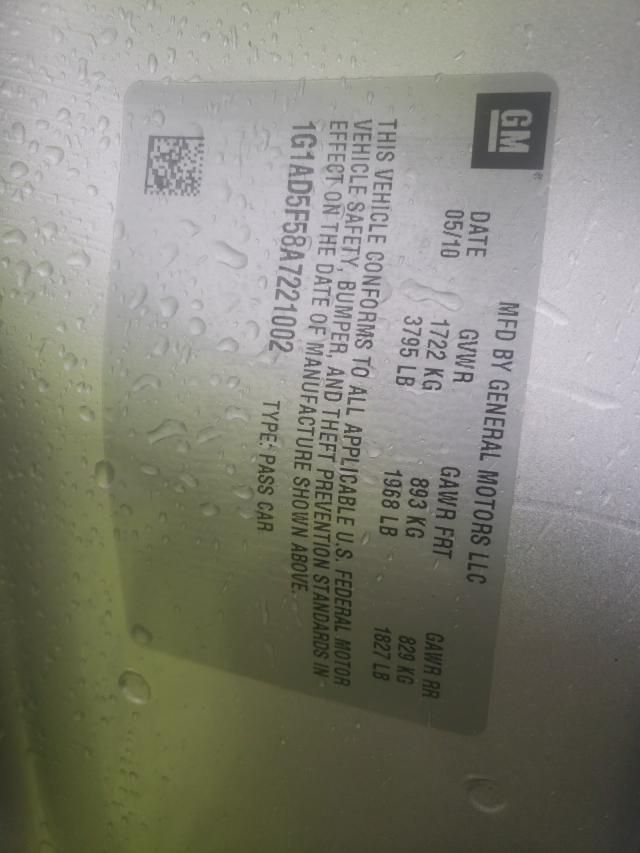 GM
MFD BY GENERAL MOTORS LLC
DATE GVWR GAWR FRT GAWR RR
05/10 1722 KG 893 KG 829 KG
3795 LB 1968 LB 1827 LB
THIS VEHICLE CONFORMS TO ALL APPLICABLE U.S. FEDERAL MOTOR
VEHICLE SAFETY, BUMPER, AND THEFT PREVENTION STANDARDS IN
EFFECT ON THE DATE OF MANUFACTURE SHOWN ABOVE.
1G1AD5F58A7221002 TYPE: PASS CAR